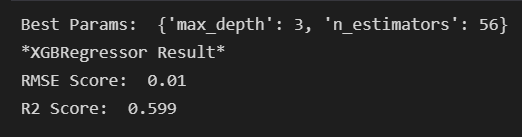 Best Params:  {'max_depth': 3, 'n_estimators': 56}
*XGBRegressor Result*
RMSE Score:  0.01
R2 Score:  0.599